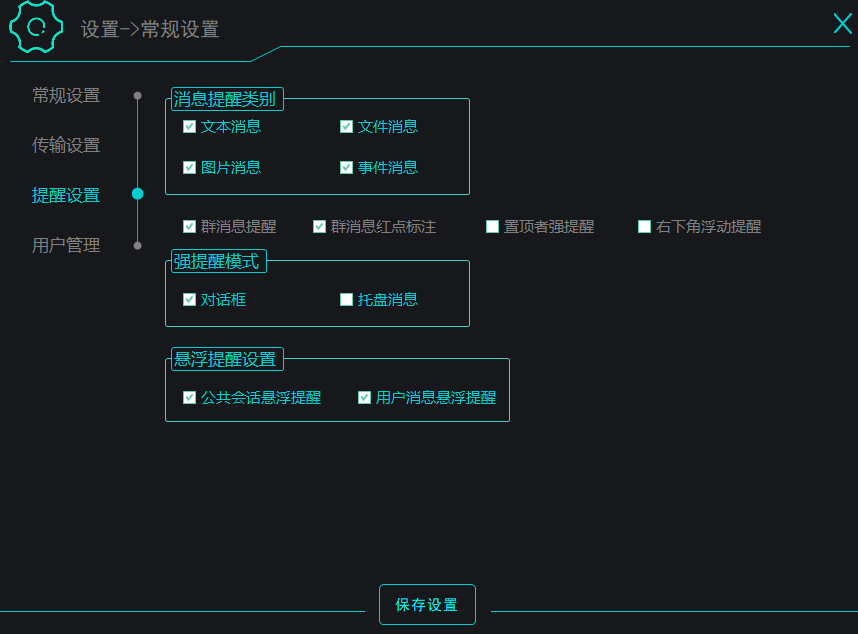 设置->常规设置
常规设置
传输设置
提醒设置
用户管理
消息提醒类别
文本消息 文件消息
图片消息 事件消息
群消息提醒 群消息红点标注 置顶者强提醒 右下角浮动提醒
强提醒模式
对话框 托盘消息
悬浮提醒设置
公共会话悬浮提醒 用户消息悬浮提醒
保存设置